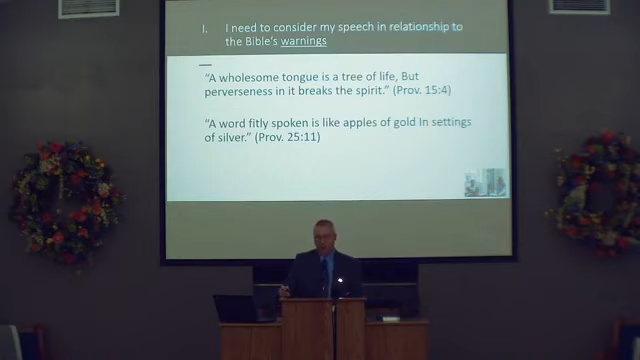 I. I need to consider my speech in relationship to
the Bible's warnings
"A wholesome tongue is a tree of life, But
perverseness in it breaks the spirit." (Prov. 15:4)
"A word fitly spoken is like apples of gold In settings
of silver." (Prov. 25:11)